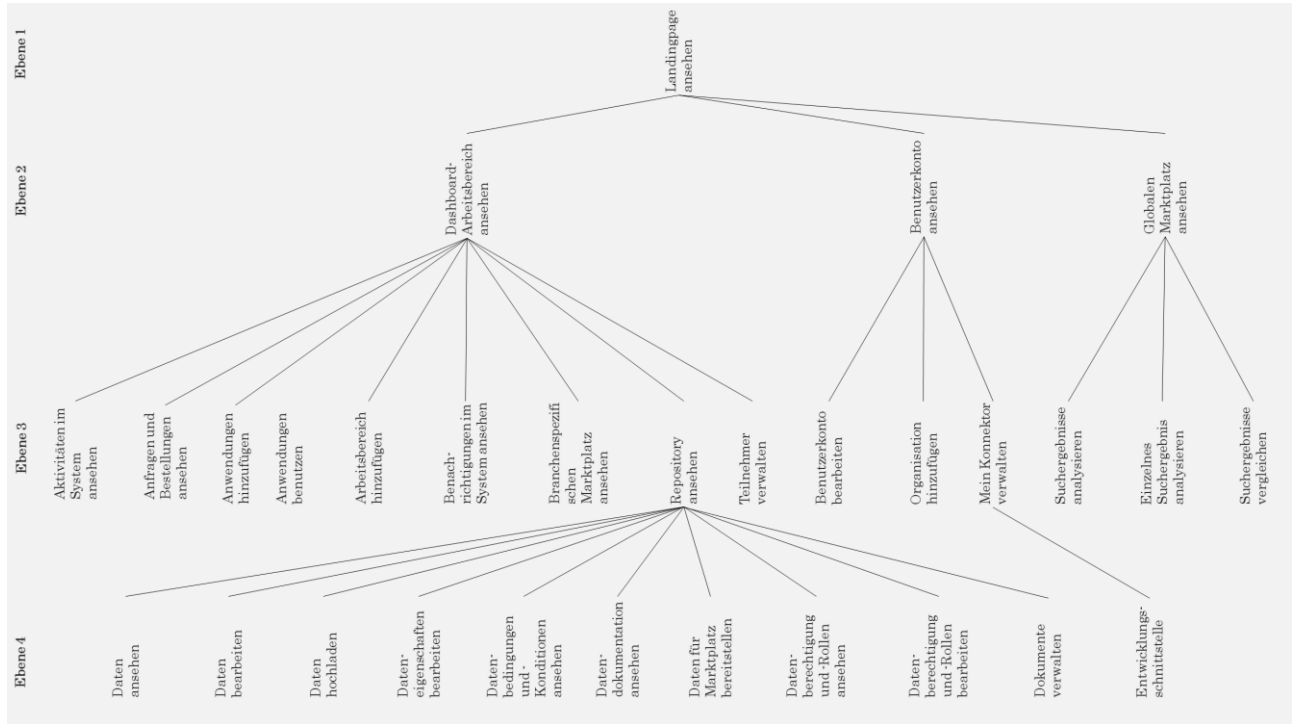 Ebene 1
Landingpage
ansehen
Ebene 2
Dashboard-
Arbeitsbereich
ansehen
Benutzerkonto
ansehen
Globalen
Marktplatz
ansehen
Ebene 3
Aktivitäten im
System
ansehen
Anfragen und
Bestellungen
ansehen
Anwendungen
hinzufügen
Anwendungen
benutzen
Arbeitsbereich
hinzufügen
Benach-
richtigungen im
System ansehen
Branchenspezifi
schen
Marktplatz
ansehen
Repository
ansehen
Teilnehmer
verwalten
Benutzerkonto
bearbeiten
Organisation
hinzufügen
Mein Konnektor
verwalten
Suchergebnisse
analysieren
Einzelnes
Suchergebnis
analysieren
Suchergebnisse
vergleichen
Ebene 4
Daten
ansehen
Daten
bearbeiten
Daten
hochladen
Daten-
eigenschaften
bearbeiten
Daten-
bedingungen
und -
Konditionen
ansehen
Daten-
dokumentation
ansehen
Daten für
Marktplatz
bereitstellen
Daten-
berechtigung
und -Rollen
ansehen
Daten-
berechtigung
und -Rollen
bearbeiten
Dokumente
verwalten
Entwicklungs-
schnittstelle